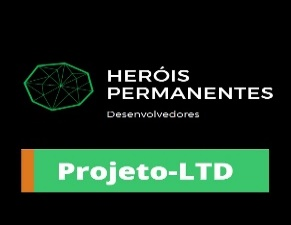 HERÓIS
PERMANENTES
Desenvolvedores
Projeto-LTD